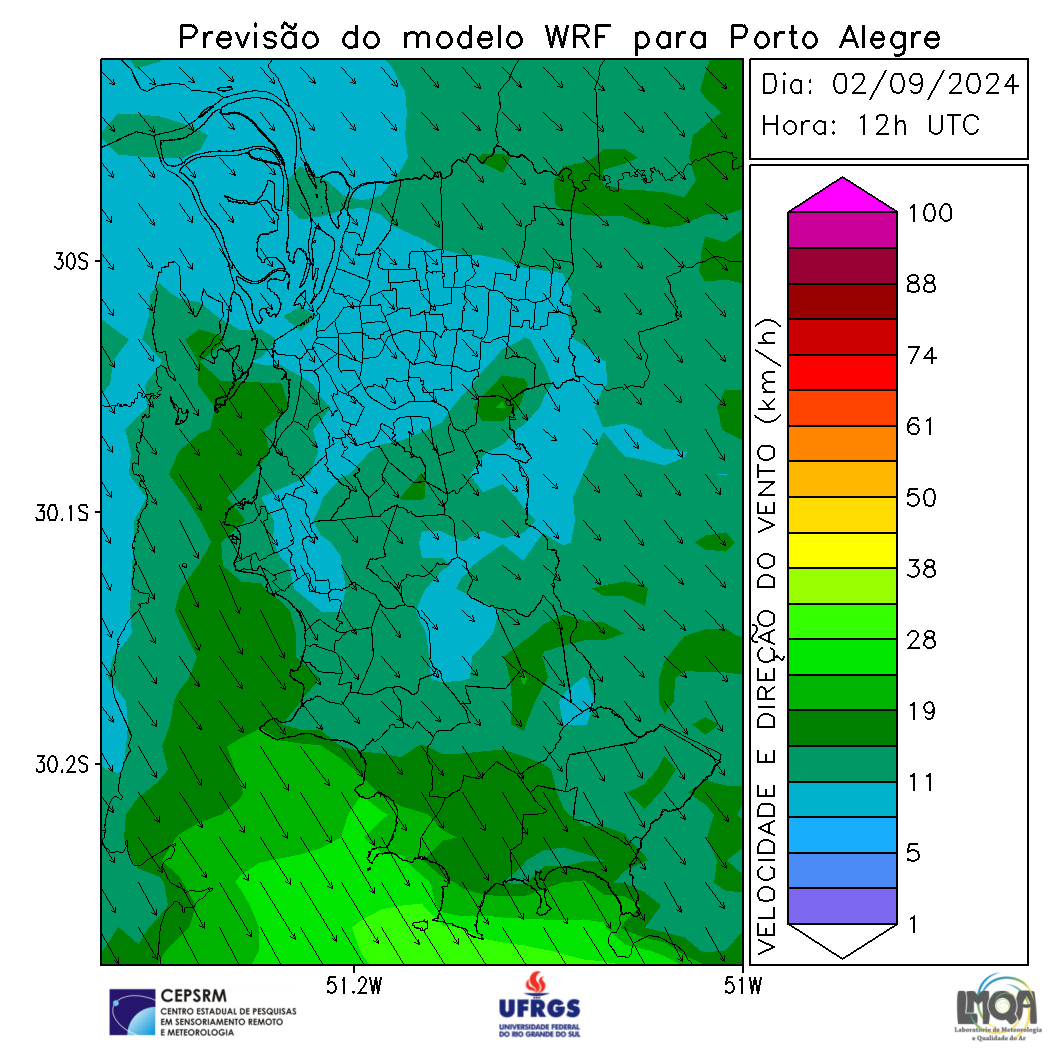 Previsão do modelo WRF para Porto Alegre
Dia: 02/09/2024
Hora: 12h UTC
30S
30.1S
30.2S
51.2W
51W
VELOCIDADE E DIREÇÃO DO VENTO (km/h)
100
88
74
61
50
38
28
19
11
5
1
CEPSRM
CENTRO ESTADUAL DE PESQUISAS
EM SENSORIAMENTO REMOTO
E METEOROLOGIA
UFRGS
UNIVERSIDADE FEDERAL
DO RIO GRANDE DO SUL
LMQA
Laboratório de Meteorologia
e Qualidade do Ar